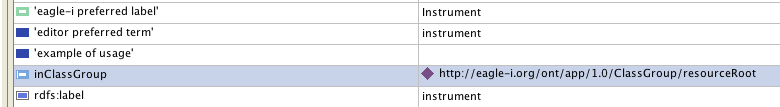 'eagle-i preferred label' Instrument
'editor preferred term' instrument
'example of usage'
inClassGroup http://eagle-i.org/ont/app/1.0/ClassGroup/resourceRoot
rdfs:label instrument